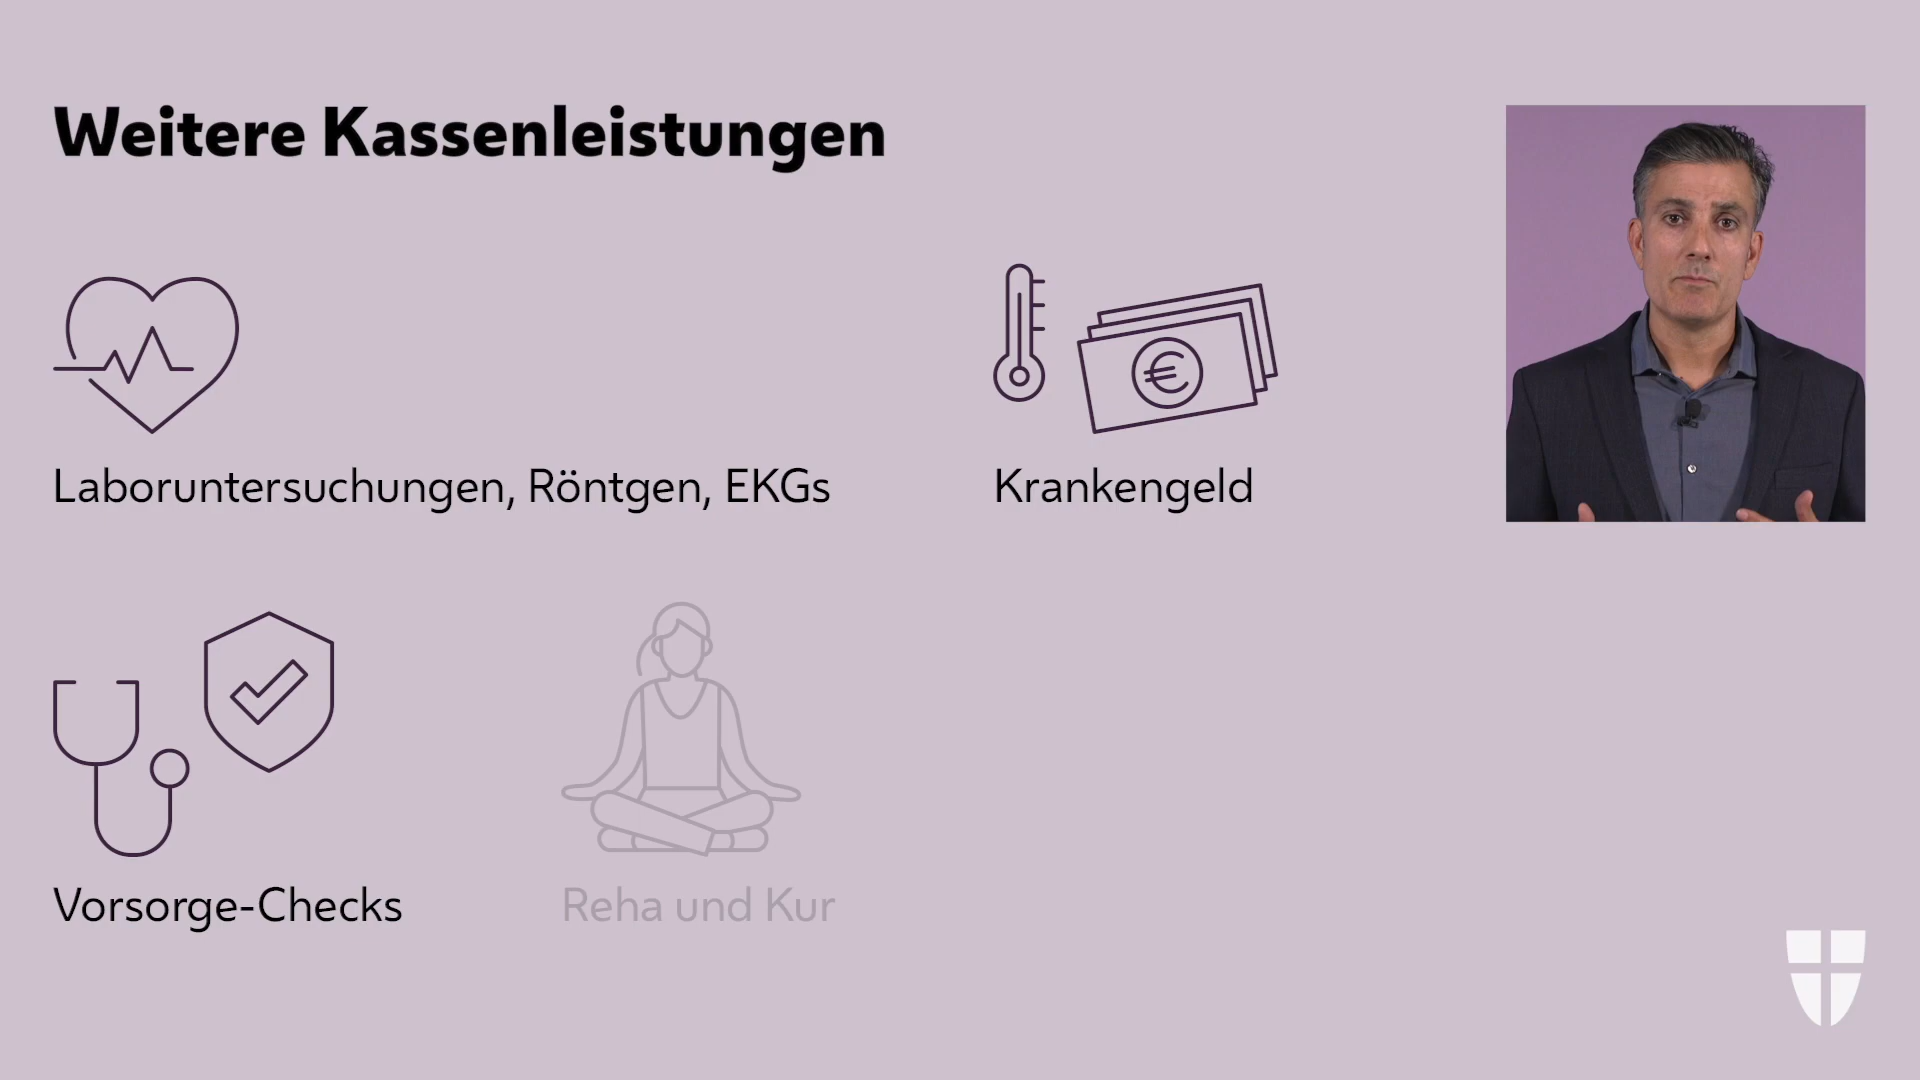 Weitere Kassenleistungen
Laboruntersuchungen, Röntgen, EKGs
Krankengeld
Vorsorge-Checks
Reha und Kur